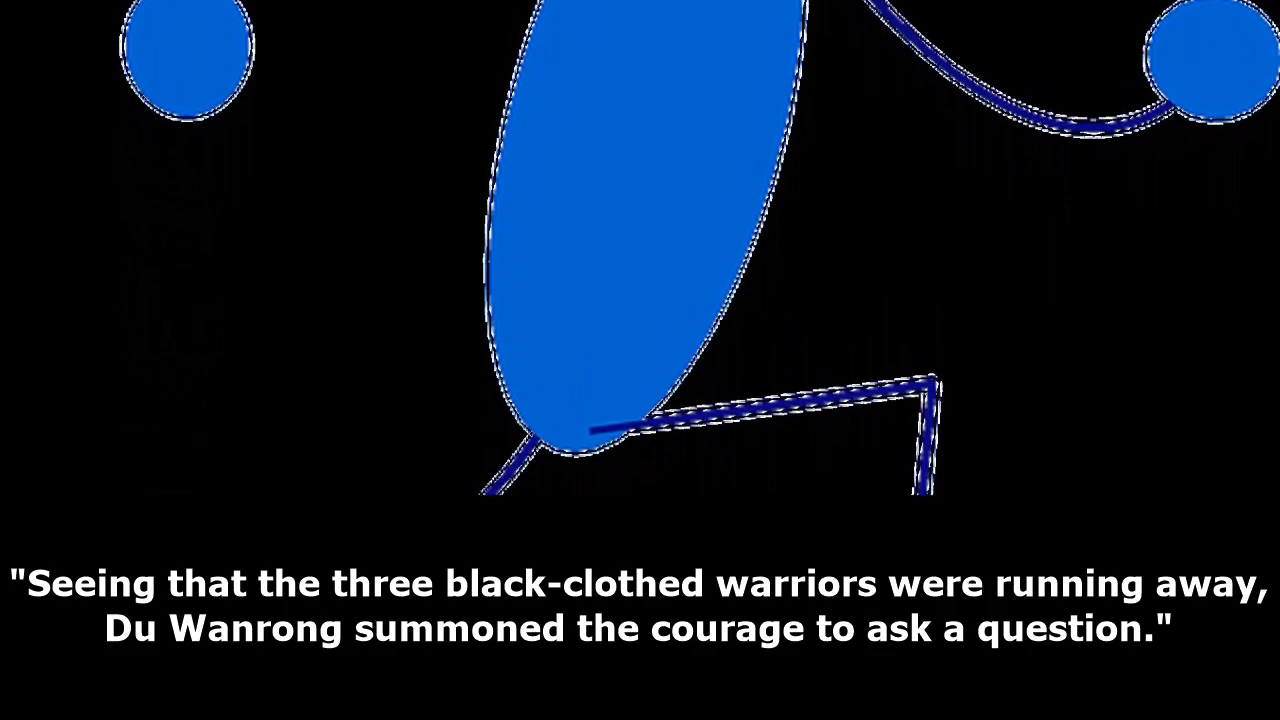 "Seeing that the three black-clothed warriors were running away,
Du Wanrong summoned the courage to ask a question."